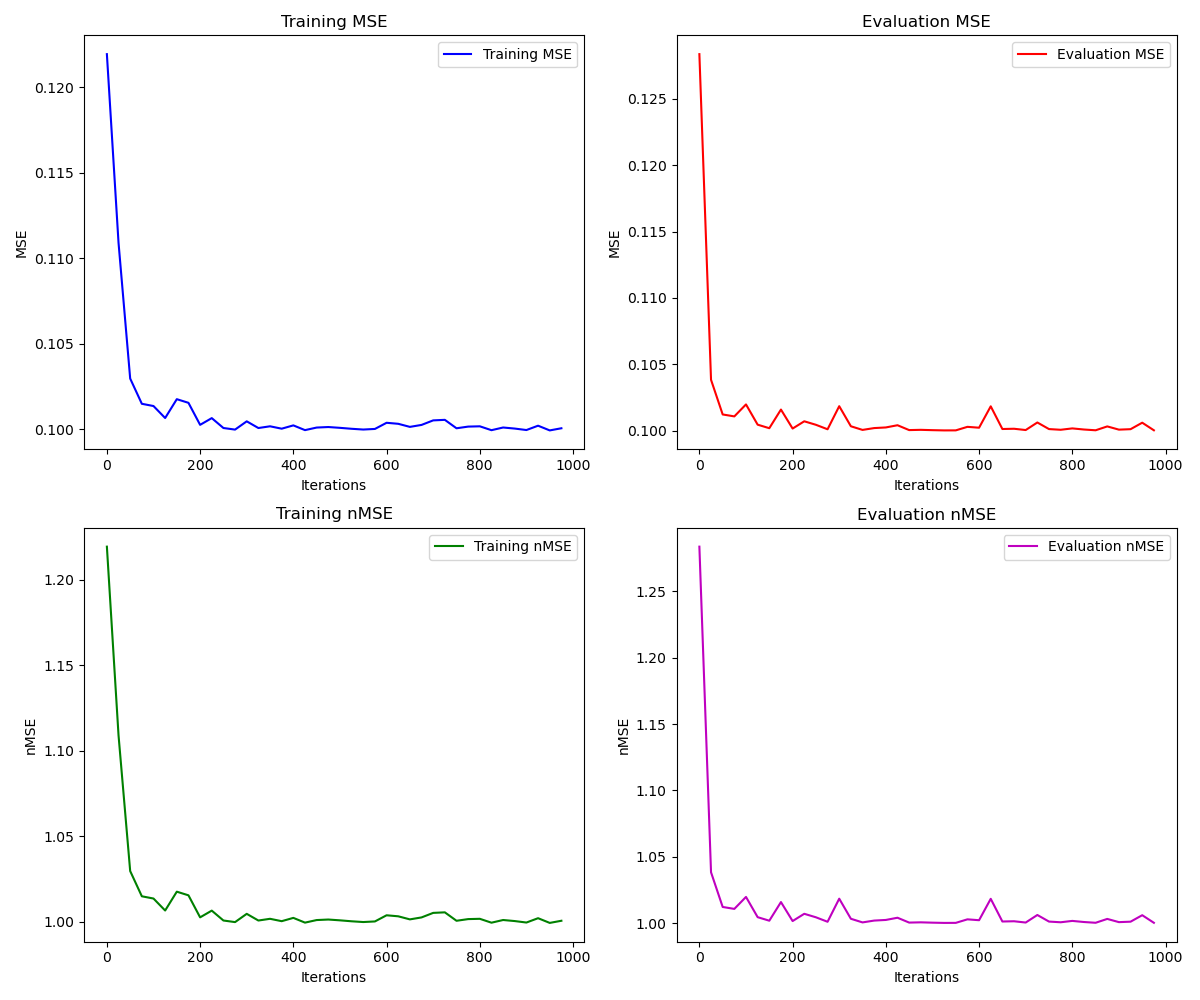 Training MSE
Training MSE
MSE
0.120
0.115
0.110
0.105
0.100
0 200 400 600 800 1000
Iterations
Evaluation MSE
Evaluation MSE
MSE
0.125
0.120
0.115
0.110
0.105
0.100
0 200 400 600 800 1000
Iterations
Training nMSE
Training nMSE
nMSE
1.20
1.15
1.10
1.05
1.00
0 200 400 600 800 1000
Iterations
Evaluation nMSE
Evaluation nMSE
nMSE
1.25
1.20
1.15
1.10
1.05
1.00
0 200 400 600 800 1000
Iterations